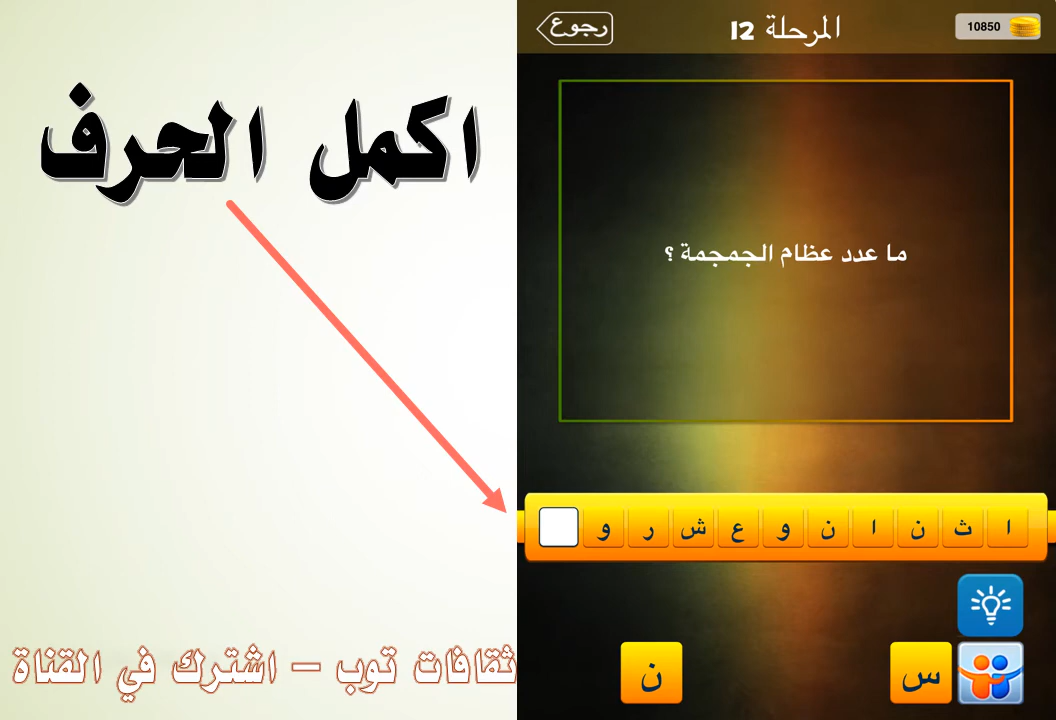 اكمل الحرف
ثقافات توب – اشترك في القناة
رجوع
المرحلة 12
10850
ما عدد عظام الجمجمة ؟
ا ث ن ا ن و ع ش ر و
س
ن